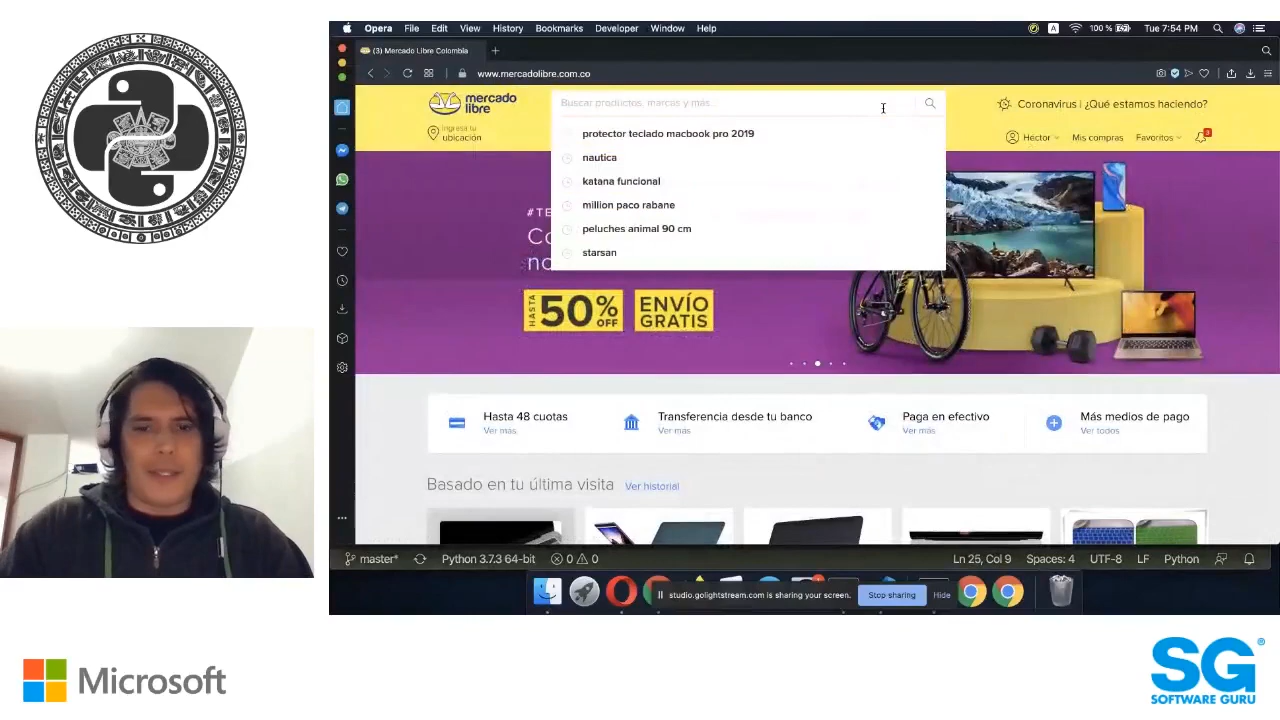 Opera File Edit View History Bookmarks Developer Window Help
A 100 % Tue 7:54 PM
(3) Mercado Libre Colombia
www.mercadolibre.com.co
mercado
libre
Buscar productos, marcas y más...
Coronavirus | ¿Qué estamos haciendo?
Ingresa tu
ubicación
Héctor Mis compras Favoritos 3
protector teclado macbook pro 2019
nautica
katana funcional
million paco rabane
peluches animal 90 cm
starsan
#TE
Co
no
HASTA 50% OFF ENVÍO GRATIS
Hasta 48 cuotas
Ver más
Transferencia desde tu banco
Ver más
Paga en efectivo
Ver más
Más medios de pago
Ver todos
Basado en tu última visita Ver historial
master* Python 3.7.3 64-bit 0 0 Ln 25, Col 9 Spaces: 4 UTF-8 LF Python
studio.golightstream.com is sharing your screen. Stop sharing Hide
Microsoft
SG
SOFTWARE GURU